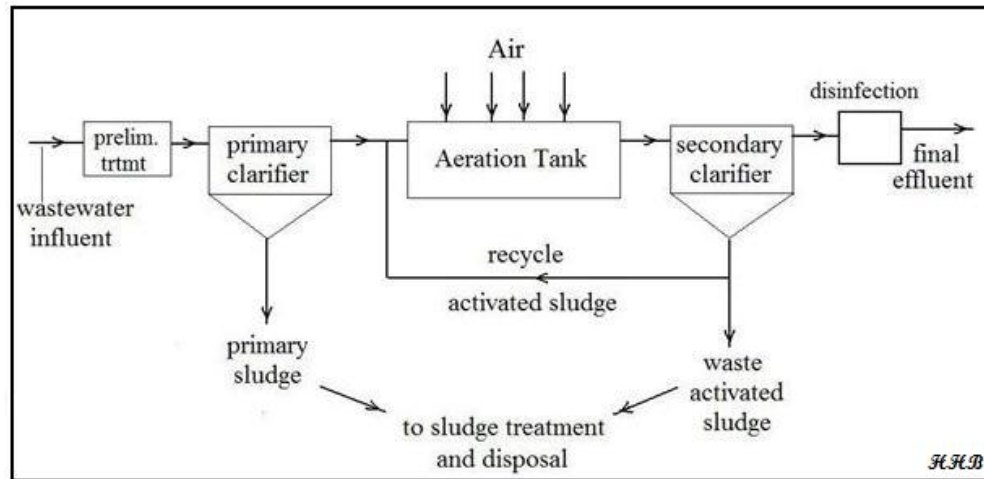 Air
disinfection
prelim.
trtmt
primary
clarifier
Aeration Tank
secondary
clarifier
final
effluent
wastewater
influent
recycle
activated sludge
primary
sludge
waste
activated
sludge
to sludge treatment
and disposal
ℋℋℬ